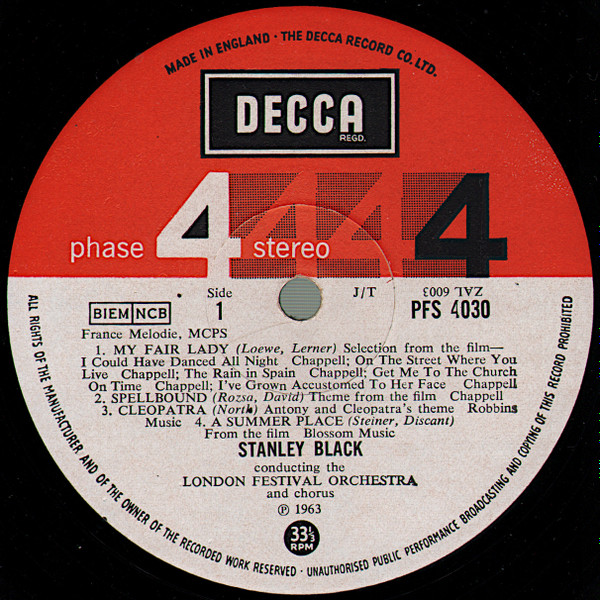 MADE IN ENGLAND · THE DECCA RECORD CO. LTD.
DECCA
REGD.
phase 4 stereo 4
Side
1
J/T
ZAL 6003
PFS 4030
BIEM NCB
France Melodie, MCPS
1. MY FAIR LADY (Loewe, Lerner) Selection from the film—
I Could Have Danced All Night Chappell; On The Street Where You
Live Chappell; The Rain in Spain Chappell; Get Me To The Church
On Time Chappell; I've Grown Accustomed To Her Face Chappell
2. SPELLBOUND (Rozsa, David) Theme from the film Chappell
3. CLEOPATRA (North) Antony and Cleopatra's theme Robbins
Music 4. A SUMMER PLACE (Steiner, Discant)
From the film Blossom Music
STANLEY BLACK
conducting the
LONDON FESTIVAL ORCHESTRA
and chorus
℗ 1963
33⅓
RPM
ALL RIGHTS OF THE MANUFACTURER AND OF THE OWNER OF THE RECORDED WORK RESERVED · UNAUTHORISED PUBLIC PERFORMANCE BROADCASTING AND COPYING OF THIS RECORD PROHIBITED